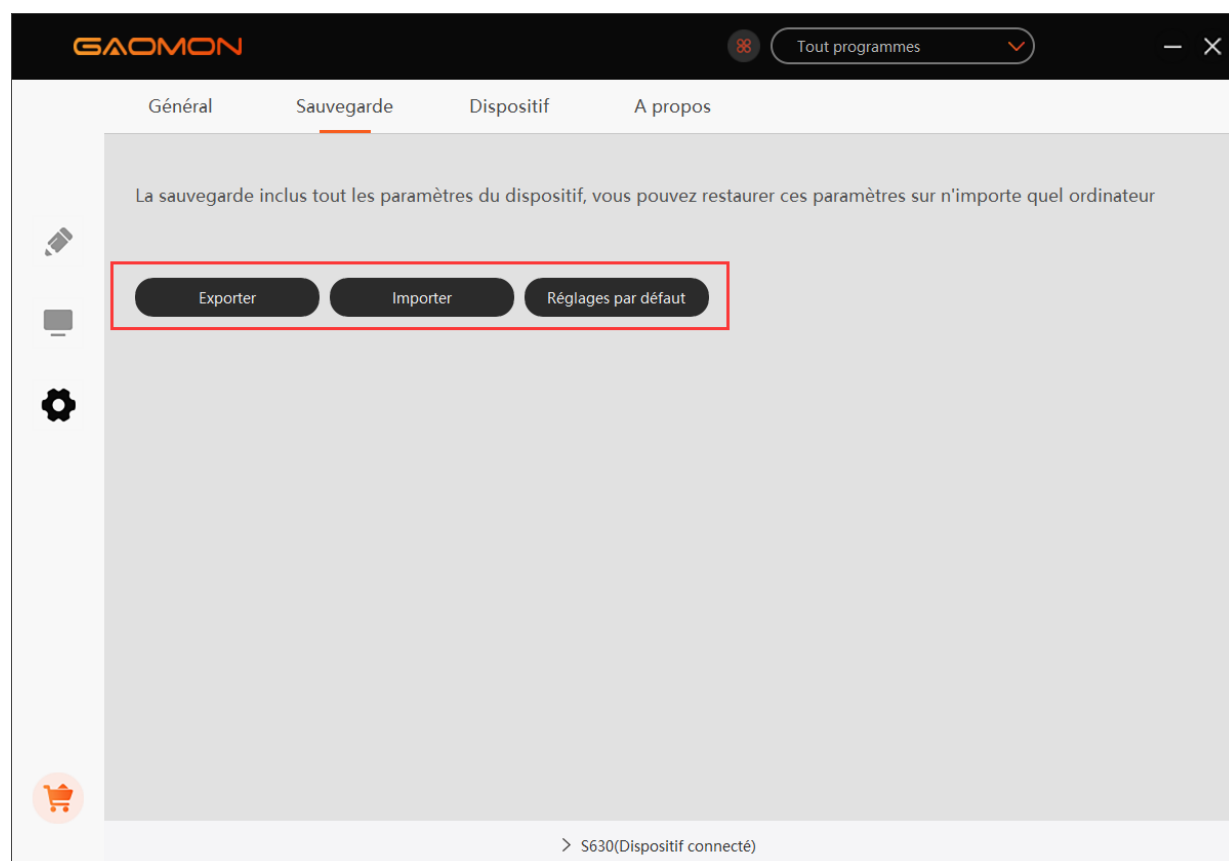 GAOMON
Tout programmes
Général Sauvegarde Dispositif A propos
La sauvegarde inclus tout les paramètres du dispositif, vous pouvez restaurer ces paramètres sur n'importe quel ordinateur
Exporter Importer Réglages par défaut
S630(Dispositif connecté)